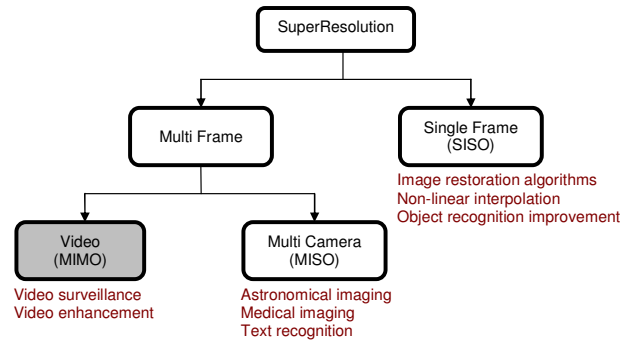 SuperResolution
Multi Frame
Single Frame
(SISO)
Image restoration algorithms
Non-linear interpolation
Object recognition improvement
Video
(MIMO)
Video surveillance
Video enhancement
Multi Camera
(MISO)
Astronomical imaging
Medical imaging
Text recognition